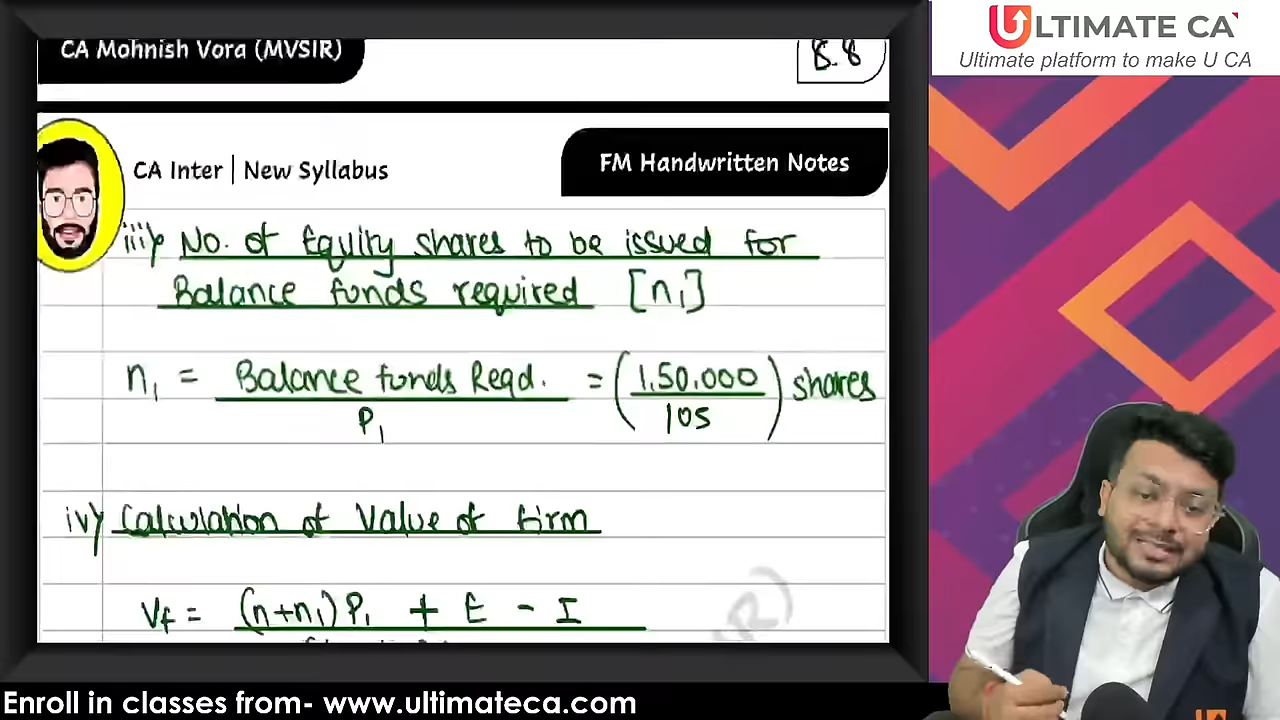 CA Mohnish Vora (MVSIR)
8.8
ULTIMATE CA
Ultimate platform to make U CA
CA Inter | New Syllabus
FM Handwritten Notes
iii) No. of Equity shares to be issued for
Balance funds required [n₁]
n₁ = Balance funds Reqd. / P₁ = (1,50,000 / 105) shares
iv) Calculation of Value of firm
Vf = (n+n₁) P₁ + E - I
Enroll in classes from- www.ultimateca.com